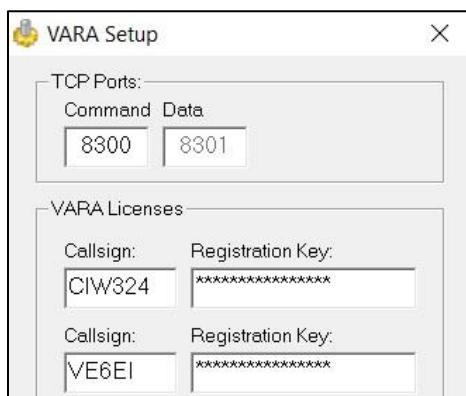 VARA Setup
TCP Ports:
Command Data
8300 8301
VARA Licenses
Callsign: Registration Key:
CIW324 ****************
Callsign: Registration Key:
VE6EI ****************